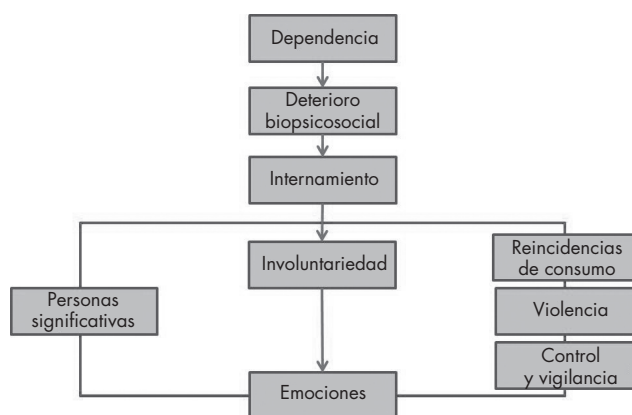 Dependencia
Deterioro
biopsicosocial
Internamiento
Involuntariedad
Reincidencias
de consumo
Personas
significativas
Violencia
Control
y vigilancia
Emociones